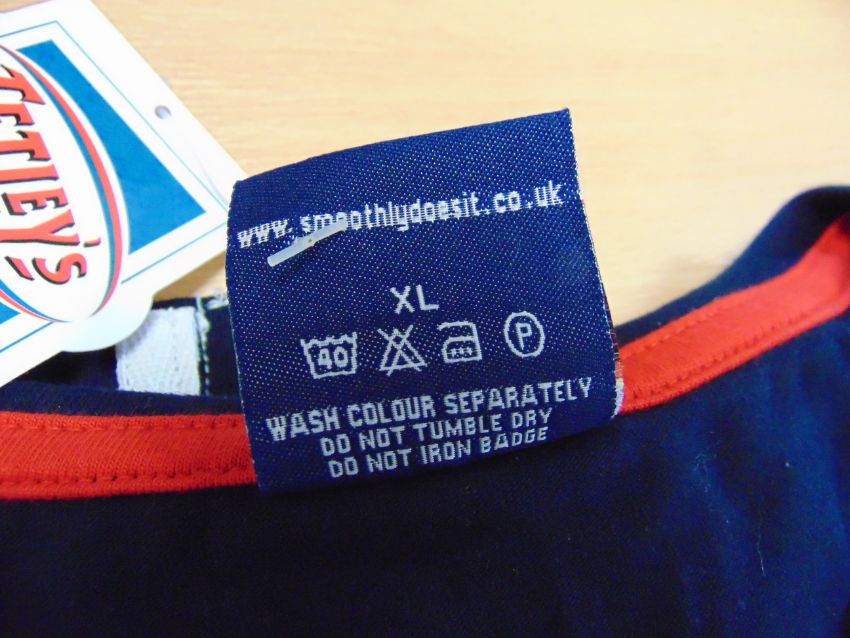 TETLEY'S
www.smoothlydoesit.co.uk
XL
40 P
WASH COLOUR SEPARATELY
DO NOT TUMBLE DRY
DO NOT IRON BADGE